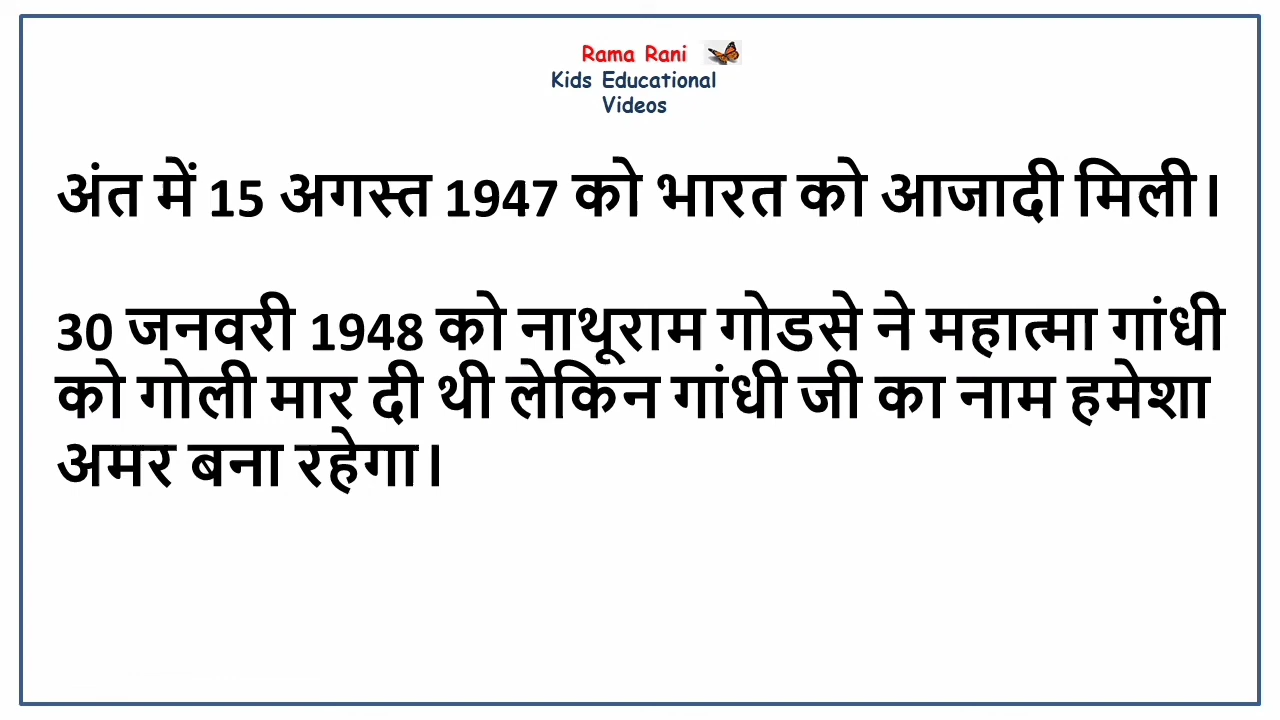 Rama Rani
Kids Educational
Videos
अंत में 15 अगस्त 1947 को भारत को आजादी मिली।
30 जनवरी 1948 को नाथूराम गोडसे ने महात्मा गांधी
को गोली मार दी थी लेकिन गांधी जी का नाम हमेशा
अमर बना रहेगा।